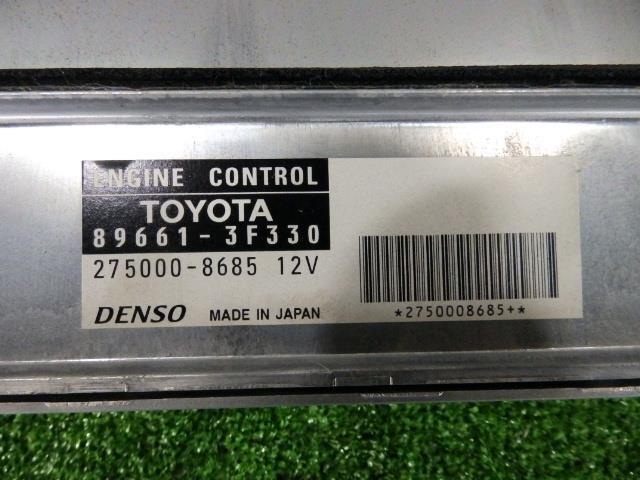 ENGINE CONTROL
TOYOTA
89661-3F330
275000-8685 12V
DENSO MADE IN JAPAN
*2750008685+*